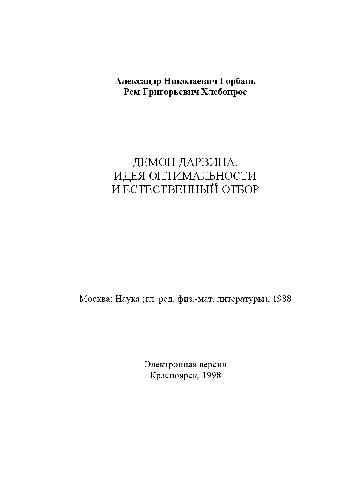 Александр Николаевич Горбань
Рем Григорьевич Хлебопрос
ДЕМОН ДАРВИНА.
ИДЕЯ ОПТИМАЛЬНОСТИ
И ЕСТЕСТВЕННЫЙ ОТБОР
Москва: Наука (гл. ред. физ.-мат. литературы), 1988
Электронная версия
Красноярск, 1998